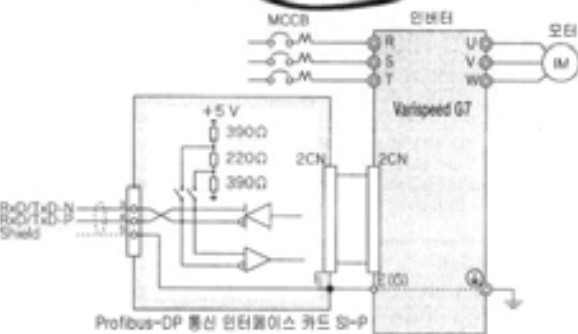 MCCB
인버터
모터
R
U
S
V
IM
T
W
Varispeed G7
+5 V
390Ω
220Ω
390Ω
2CN
2CN
RxD/TxD-N
RxD/TxD-P
Shield
E
E(G)
Profibus-DP 통신 인터페이스 카드 SI-P